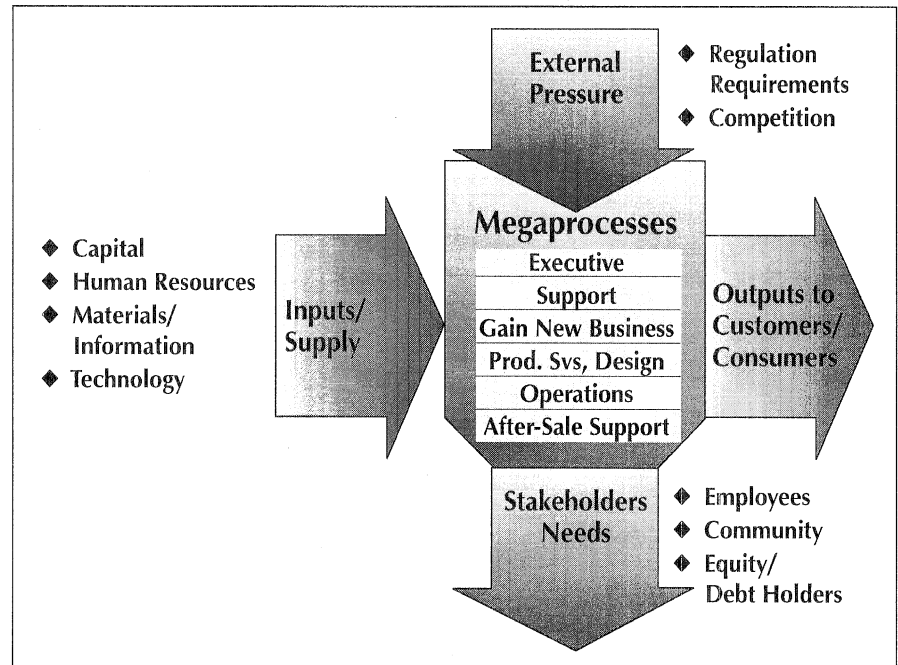 External
Pressure
◆ Regulation
Requirements
◆ Competition
◆ Capital
◆ Human Resources
◆ Materials/
Information
◆ Technology
Inputs/
Supply
Megaprocesses
Executive
Support
Gain New Business
Prod. Svs, Design
Operations
After-Sale Support
Outputs to
Customers/
Consumers
Stakeholders
Needs
◆ Employees
◆ Community
◆ Equity/
Debt Holders